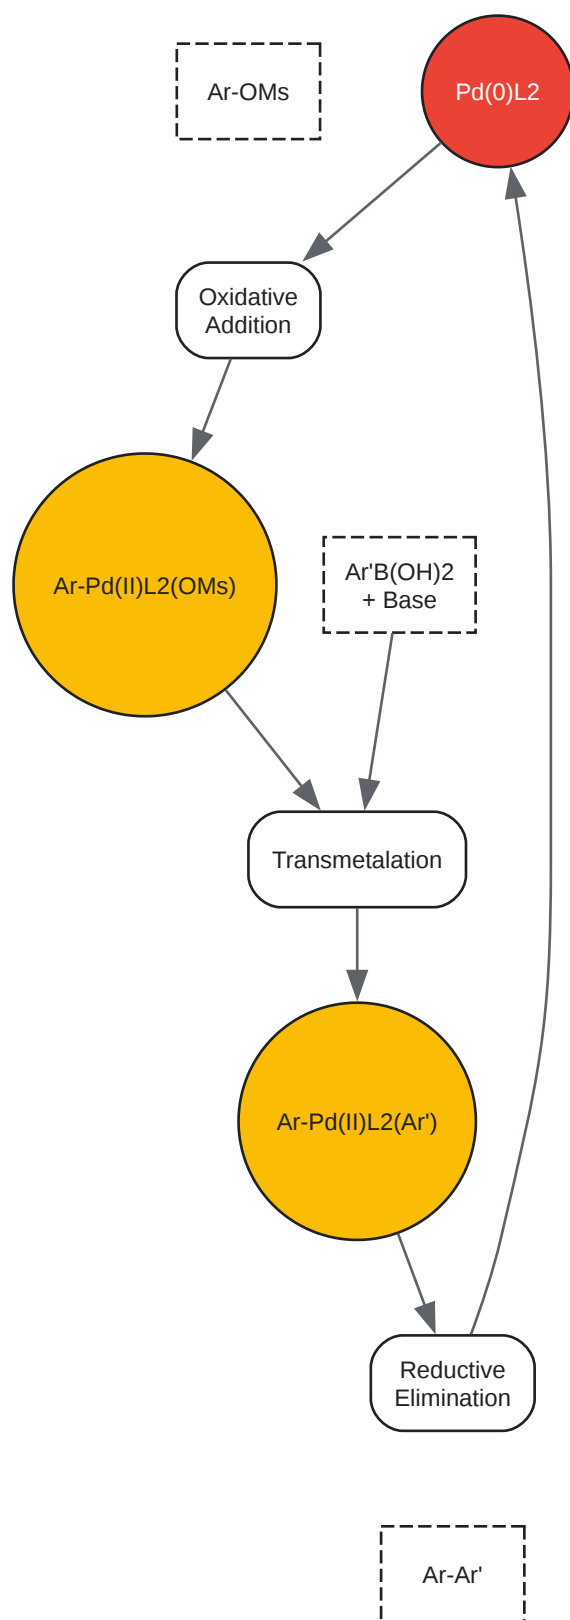 Ar-OMs
Pd(0)L2
Oxidative
Addition
Ar-Pd(II)L2(OMs)
Ar'B(OH)2
+ Base
Transmetalation
Ar-Pd(II)L2(Ar')
Reductive
Elimination
Ar-Ar'